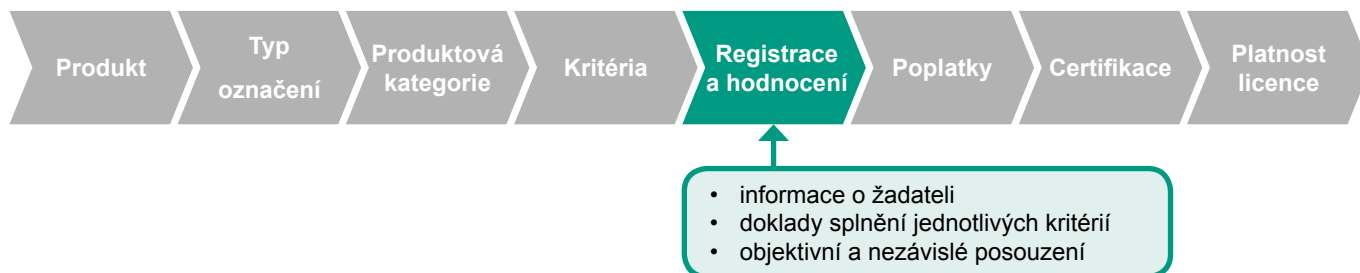 Produkt
Typ
označení
Produktová
kategorie
Kritéria
Registrace
a hodnocení
Poplatky
Certifikace
Platnost
licence
• informace o žadateli
• doklady splnění jednotlivých kritérií
• objektivní a nezávislé posouzení